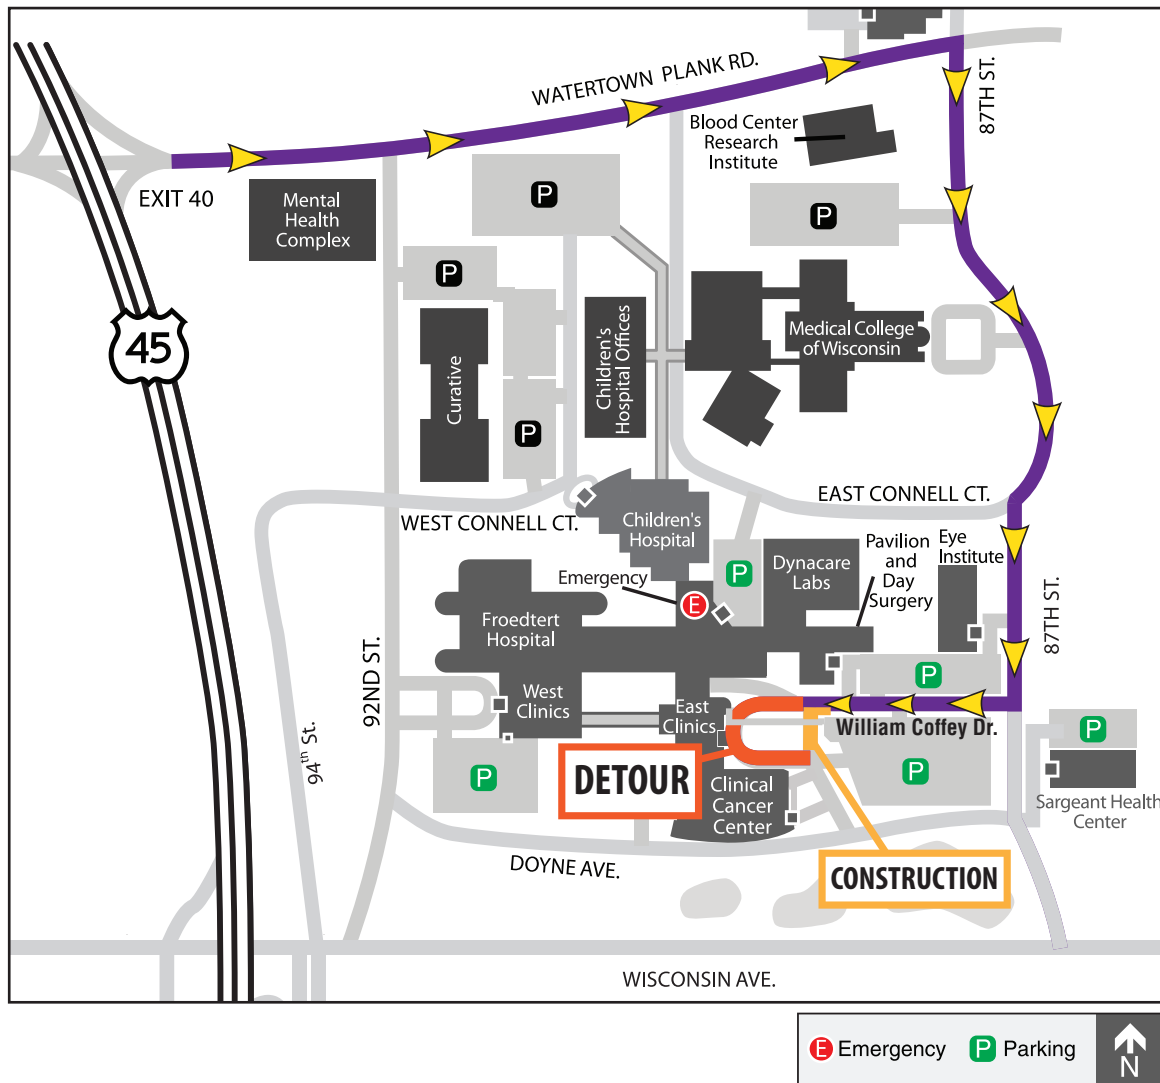 WATERTOWN PLANK RD.
87TH ST.
Blood Center
Research
Institute
EXIT 40
Mental
Health
Complex
P
P
P
45
Children's
Hospital Offices
Medical College
of Wisconsin
Curative
P
EAST CONNELL CT.
WEST CONNELL CT.
Children's
Hospital
Pavilion
and
Day
Surgery
Eye
Institute
Dynacare
Labs
P
Emergency
E
Froedtert
Hospital
87TH ST.
92ND ST.
P
West
Clinics
East
Clinics
William Coffey Dr.
94th St.
P
DETOUR
P
P
Clinical
Cancer
Center
Sargeant Health
Center
DOYNE AVE.
CONSTRUCTION
WISCONSIN AVE.
E Emergency P Parking
N